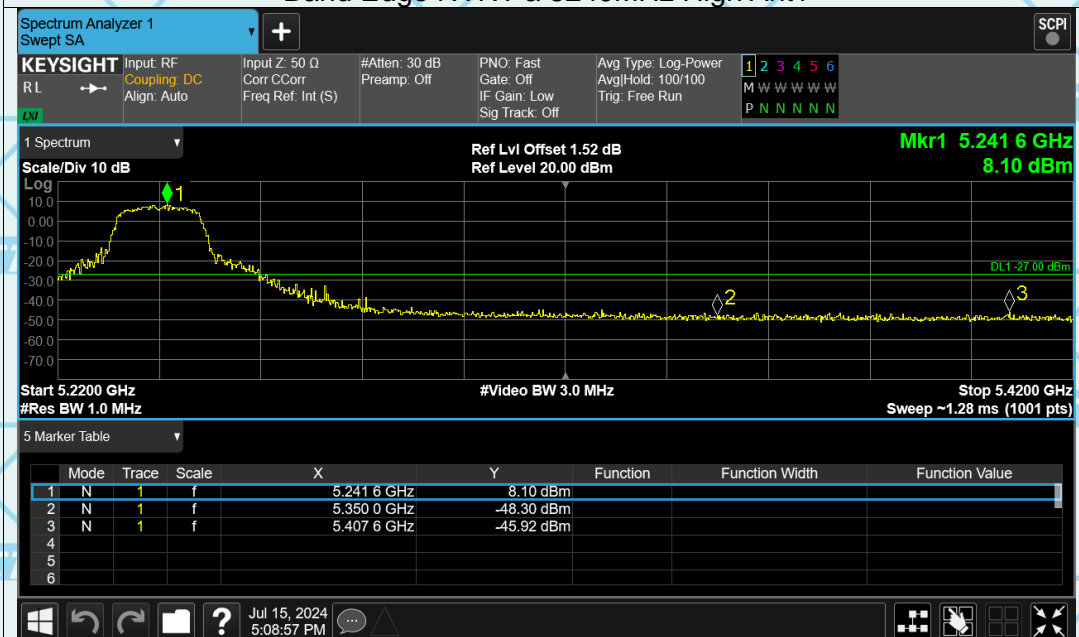 Spectrum Analyzer 1
Swept SA
SCPI
KEYSIGHT
RL
LXI
Input: RF
Coupling: DC
Align: Auto
Input Z: 50 Ω
Corr CCorr
Freq Ref: Int (S)
#Atten: 30 dB
Preamp: Off
PNO: Fast
Gate: Off
IF Gain: Low
Sig Track: Off
Avg Type: Log-Power
Avg|Hold: 100/100
Trig: Free Run
1 2 3 4 5 6
M W W W W W
P N N N N N
1 Spectrum
Scale/Div 10 dB
Ref Lvl Offset 1.52 dB
Ref Level 20.00 dBm
Mkr1 5.241 6 GHz
8.10 dBm
Log
10.0
0.00
-10.0
-20.0
-30.0
-40.0
-50.0
-60.0
-70.0
1
2
3
DL1 -27.00 dBm
Start 5.2200 GHz
#Video BW 3.0 MHz
Stop 5.4200 GHz
#Res BW 1.0 MHz
Sweep ~1.28 ms (1001 pts)
5 Marker Table
Mode Trace Scale X Y Function Function Width Function Value
1 N 1 f 5.241 6 GHz 8.10 dBm
2 N 1 f 5.350 0 GHz -48.30 dBm
3 N 1 f 5.407 6 GHz -45.92 dBm
4
5
6
?
Jul 15, 2024
5:08:57 PM